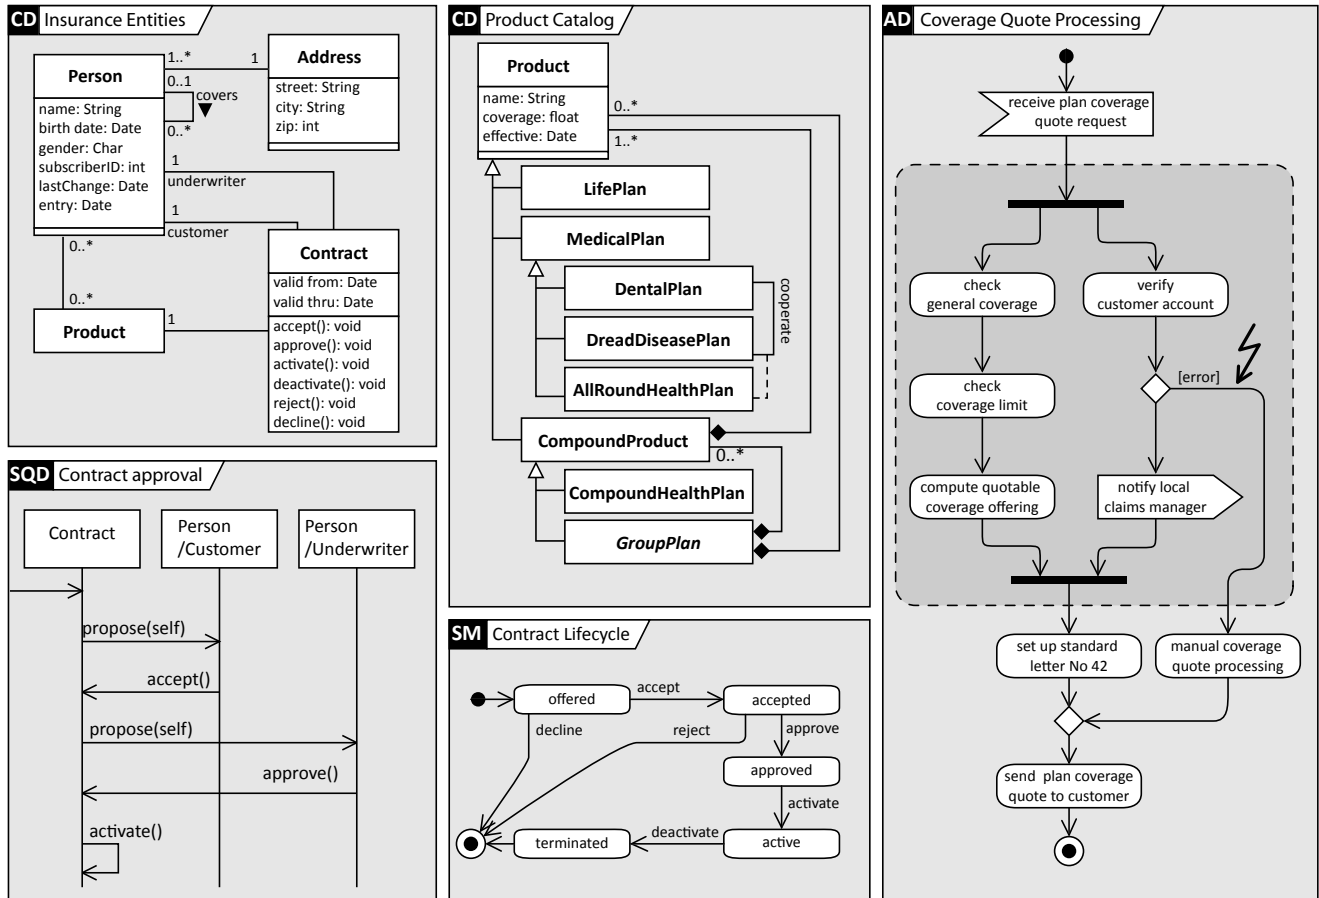 CD Insurance Entities
Person
name: String
birth date: Date
gender: Char
subscriberID: int
lastChange: Date
entry: Date
1..*
1
0..1
covers
0..*
1
underwriter
1
customer
0..*
0..*
Address
street: String
city: String
zip: int
Contract
valid from: Date
valid thru: Date
accept(): void
approve(): void
activate(): void
deactivate(): void
reject(): void
decline(): void
Product
1
SQD Contract approval
Contract
Person
/Customer
Person
/Underwriter
propose(self)
accept()
propose(self)
approve()
activate()
CD Product Catalog
Product
name: String
coverage: float
effective: Date
0..*
1..*
LifePlan
MedicalPlan
DentalPlan
DreadDiseasePlan
AllRoundHealthPlan
cooperate
CompoundProduct
0..*
CompoundHealthPlan
GroupPlan
SM Contract Lifecycle
offered
accept
accepted
decline
reject
approve
approved
activate
active
deactivate
terminated
AD Coverage Quote Processing
receive plan coverage
quote request
check
general coverage
verify
customer account
check
coverage limit
[error]
compute quotable
coverage offering
notify local
claims manager
set up standard
letter No 42
manual coverage
quote processing
send plan coverage
quote to customer